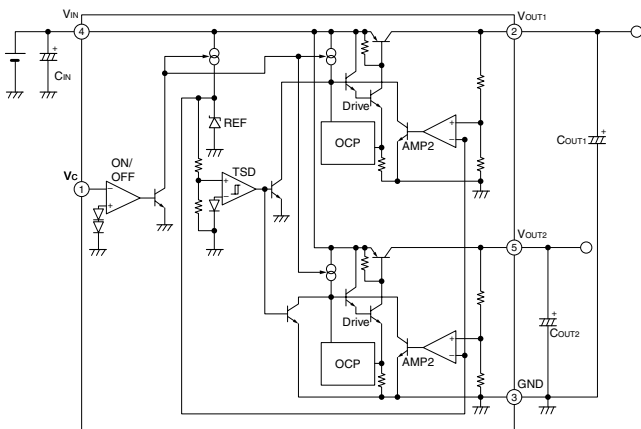 VIN
VOUT1
4
2
+
CIN
REF
Drive
OCP
+
−
AMP2
+
COUT1
VC
1
ON/
OFF
−
+
TSD
+
−
VOUT2
5
Drive
OCP
+
−
AMP2
+
COUT2
GND
3